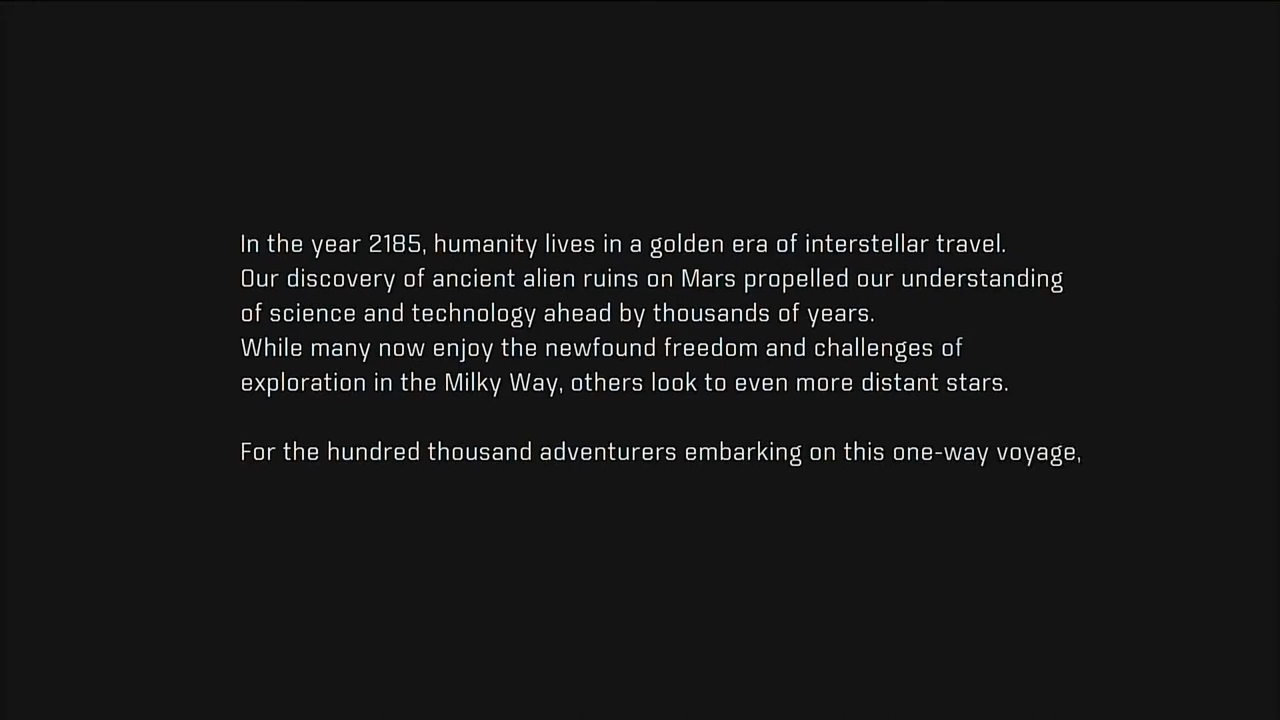 In the year 2185, humanity lives in a golden era of interstellar travel.
Our discovery of ancient alien ruins on Mars propelled our understanding
of science and technology ahead by thousands of years.
While many now enjoy the newfound freedom and challenges of
exploration in the Milky Way, others look to even more distant stars.
For the hundred thousand adventurers embarking on this one-way voyage,